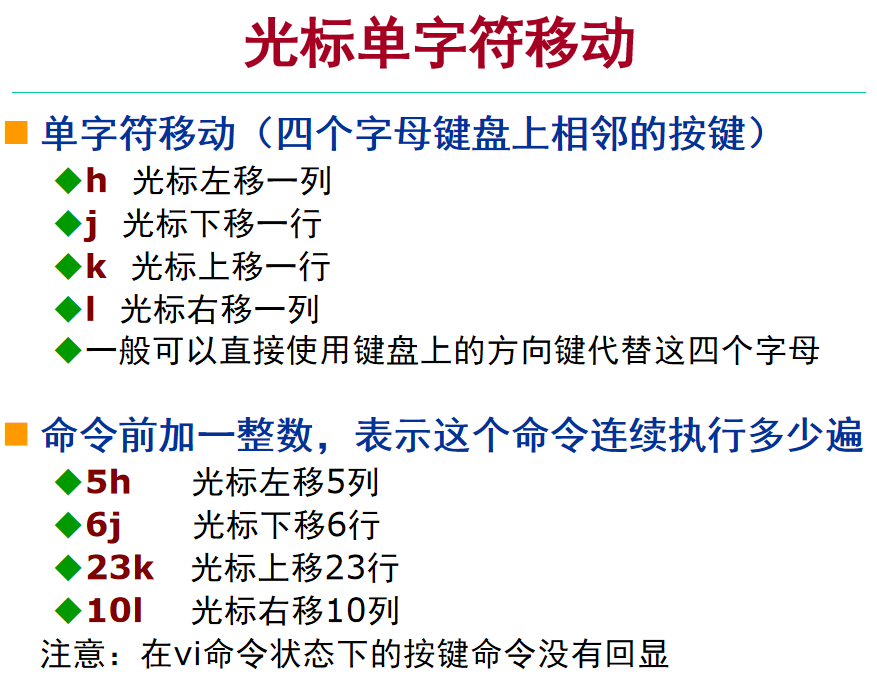 光标单字符移动
单字符移动（四个字母键盘上相邻的按键）
h 光标左移一列
j 光标下移一行
k 光标上移一行
l 光标右移一列
一般可以直接使用键盘上的方向键代替这四个字母
命令前加一整数，表示这个命令连续执行多少遍
5h 光标左移5列
6j 光标下移6行
23k 光标上移23行
10l 光标右移10列
注意：在vi命令状态下的按键命令没有回显